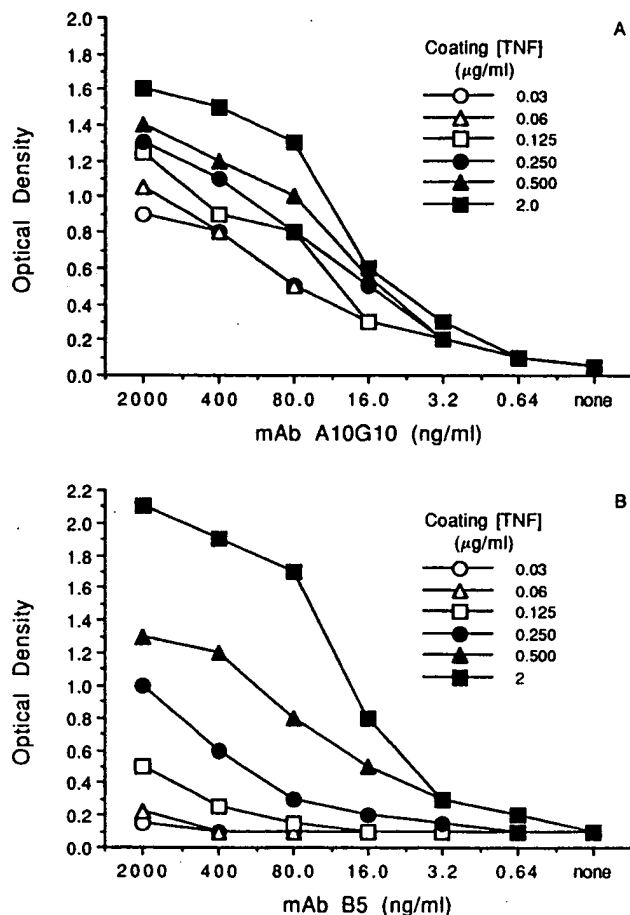 A
Coating [TNF]
(µg/ml)
0.03
0.06
0.125
0.250
0.500
2.0
1.8
1.6
1.4
1.2
1.0
0.8
0.6
0.4
0.2
0.0
Optical Density
2000 400 80.0 16.0 3.2 0.64 none
mAb A10G10 (ng/ml)
B
Coating [TNF]
(µg/ml)
0.03
0.06
0.125
0.250
0.500
2
2.2
2.0
1.8
1.6
1.4
1.2
1.0
0.8
0.6
0.4
0.2
0.0
Optical Density
2000 400 80.0 16.0 3.2 0.64 none
mAb B5 (ng/ml)